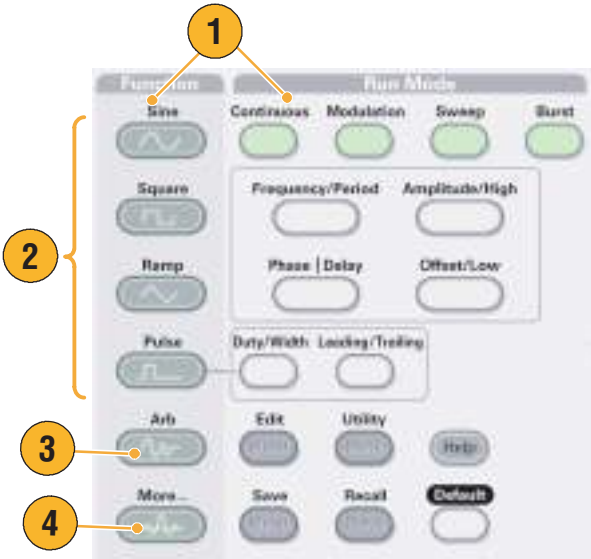 1
Function Run Mode
Sine Continuous Modulation Sweep Burst
Square Frequency/Period Amplitude/High
2
Ramp Phase | Delay Offset/Low
Pulse Duty/Width Leading/Trailing
Arb Edit Utility
3
Help
More... Save Recall Default
4